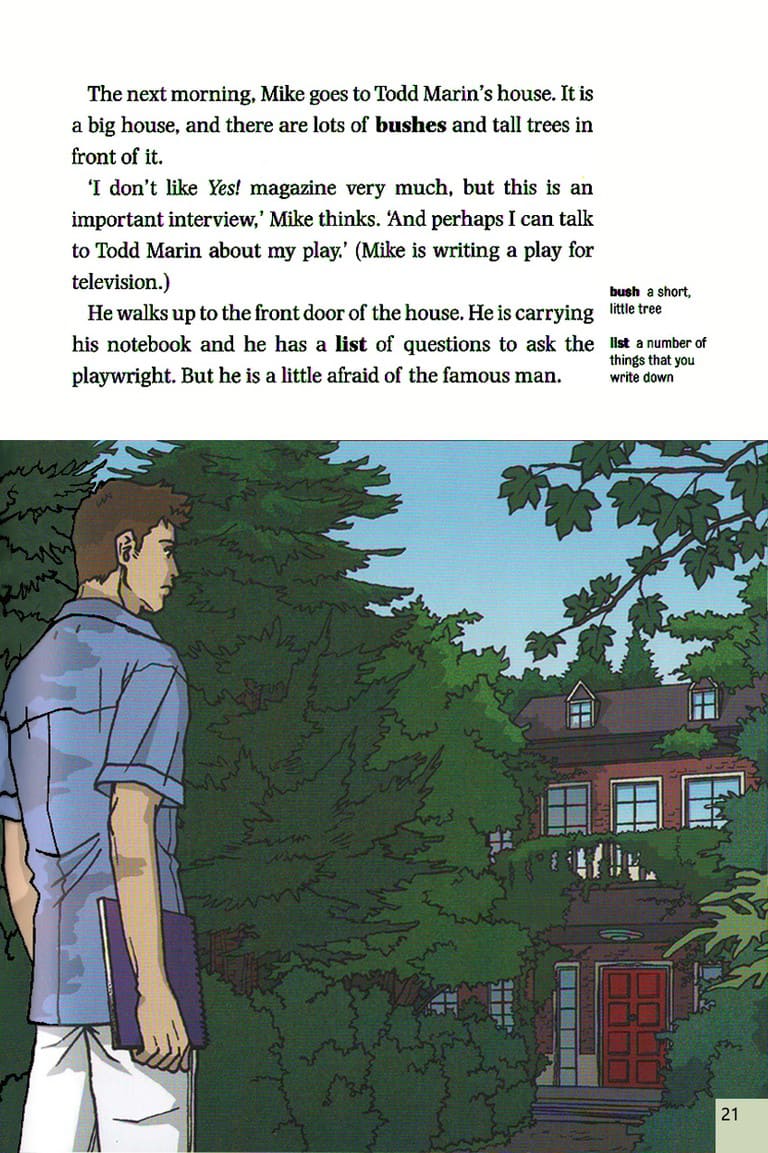 The next morning, Mike goes to Todd Marin's house. It is
a big house, and there are lots of bushes and tall trees in
front of it.
‘I don't like Yes! magazine very much, but this is an
important interview,’ Mike thinks. ‘And perhaps I can talk
to Todd Marin about my play.’ (Mike is writing a play for
television.)
He walks up to the front door of the house. He is carrying
his notebook and he has a list of questions to ask the
playwright. But he is a little afraid of the famous man.
bush a short,
little tree
list a number of
things that you
write down
21